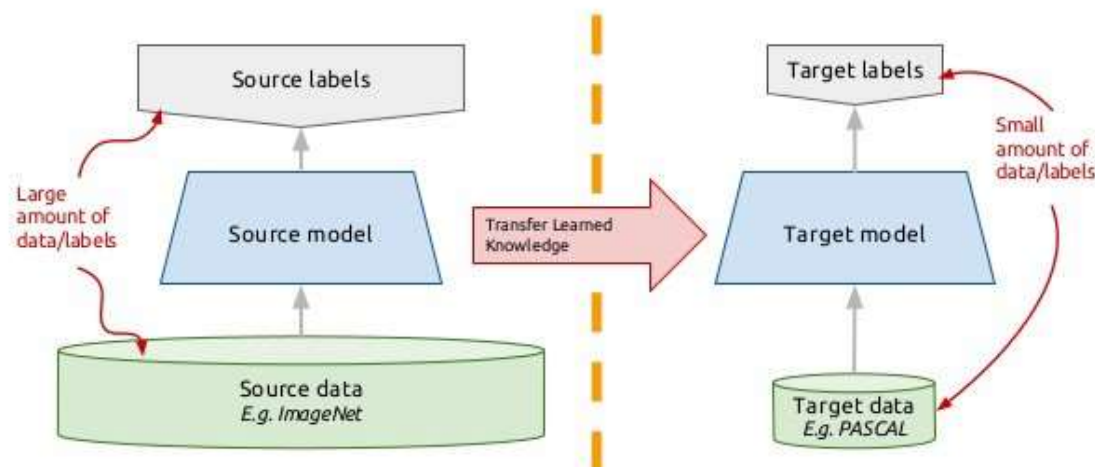 Source labels
Large
amount of
data/labels
Source model
Source data
E.g. ImageNet
Transfer Learned
Knowledge
Target labels
Small
amount of
data/labels
Target model
Target data
E.g. PASCAL